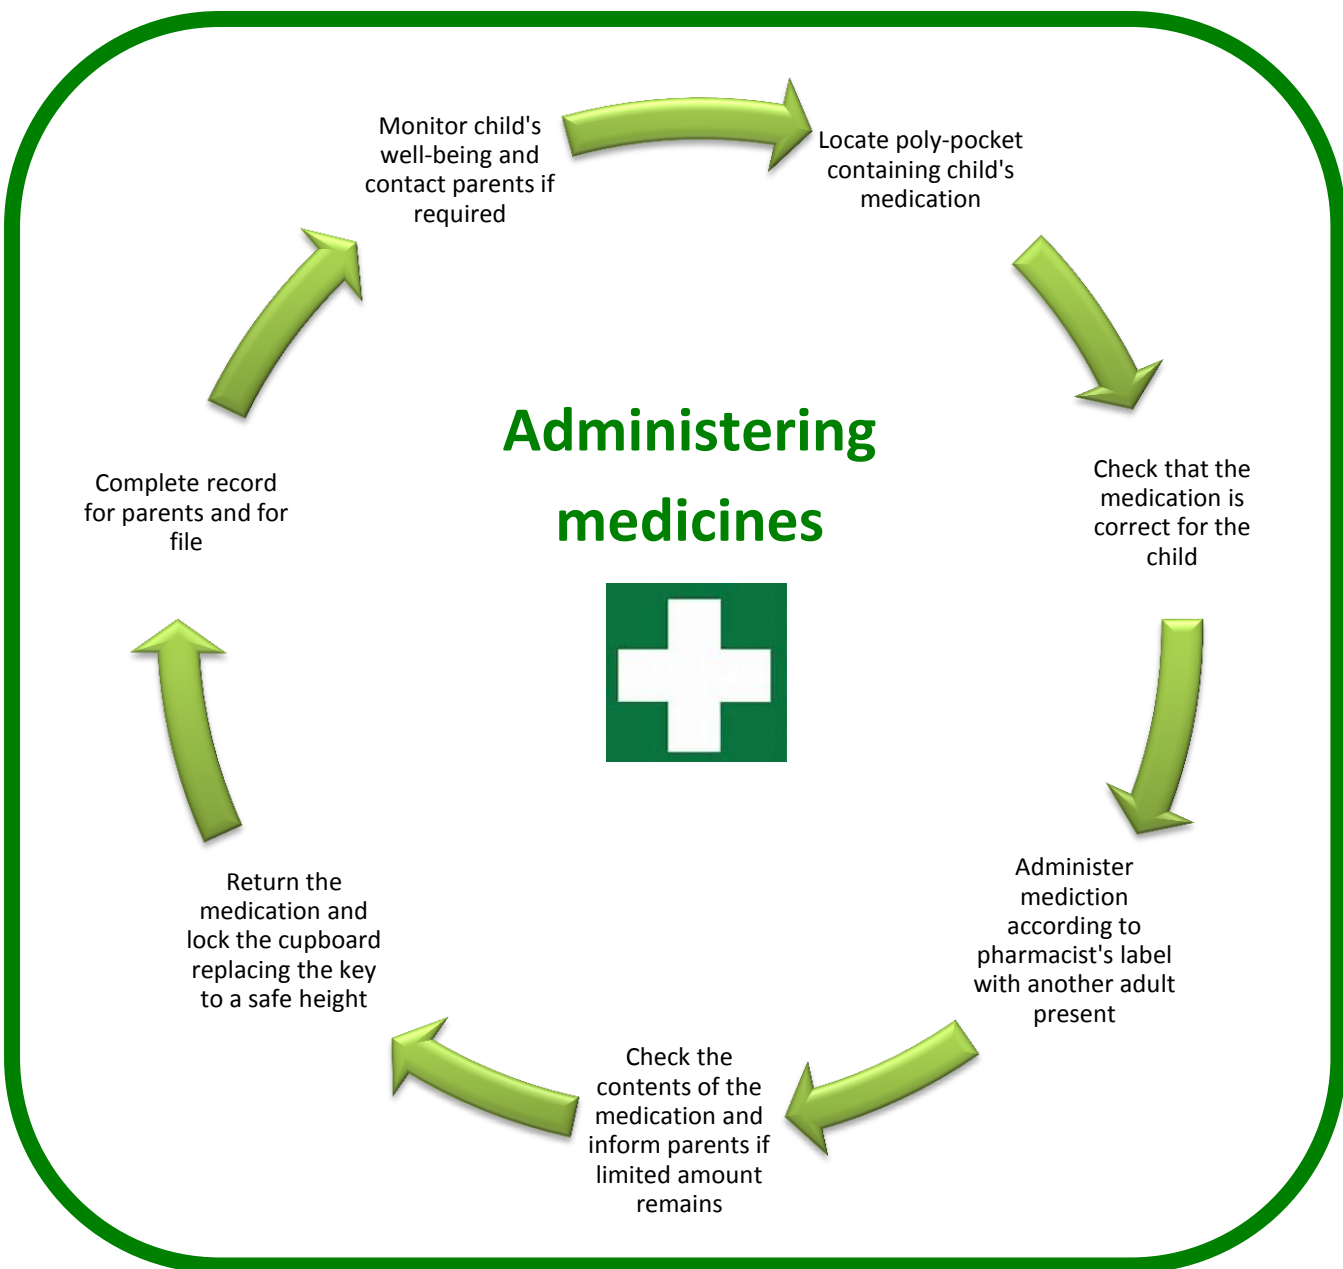 Administering
medicines
Locate poly-pocket
containing child's
medication
Check that the
medication is
correct for the
child
Administer
mediction
according to
pharmacist's label
with another adult
present
Check the
contents of the
medication and
inform parents if
limited amount
remains
Return the
medication and
lock the cupboard
replacing the key
to a safe height
Complete record
for parents and for
file
Monitor child's
well-being and
contact parents if
required